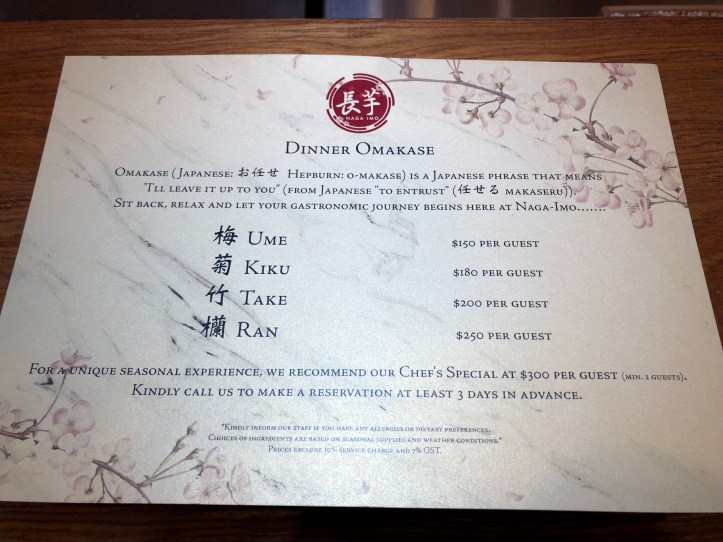 長芋
NAGA IMO
DINNER OMAKASE
OMAKASE (JAPANESE: お任せ HEPBURN: O-MAKASE) IS A JAPANESE PHRASE THAT MEANS
"I'LL LEAVE IT UP TO YOU" (FROM JAPANESE "TO ENTRUST" (任せる MAKASERU)).
SIT BACK, RELAX AND LET YOUR GASTRONOMIC JOURNEY BEGINS HERE AT NAGA-IMO.......
梅 UME $150 PER GUEST
菊 KIKU $180 PER GUEST
竹 TAKE $200 PER GUEST
欄 RAN $250 PER GUEST
FOR A UNIQUE SEASONAL EXPERIENCE, WE RECOMMEND OUR CHEF'S SPECIAL AT $300 PER GUEST (MIN. 2 GUESTS).
KINDLY CALL US TO MAKE A RESERVATION AT LEAST 3 DAYS IN ADVANCE.
"KINDLY INFORM OUR STAFF IF YOU HAVE ANY ALLERGIES OR DIETARY PREFERENCES.
CHOICES OF INGREDIENTS ARE BASED ON SEASONAL SUPPLIES AND WEATHER CONDITIONS."
PRICES EXCLUDE 10% SERVICE CHARGE AND 7% GST.